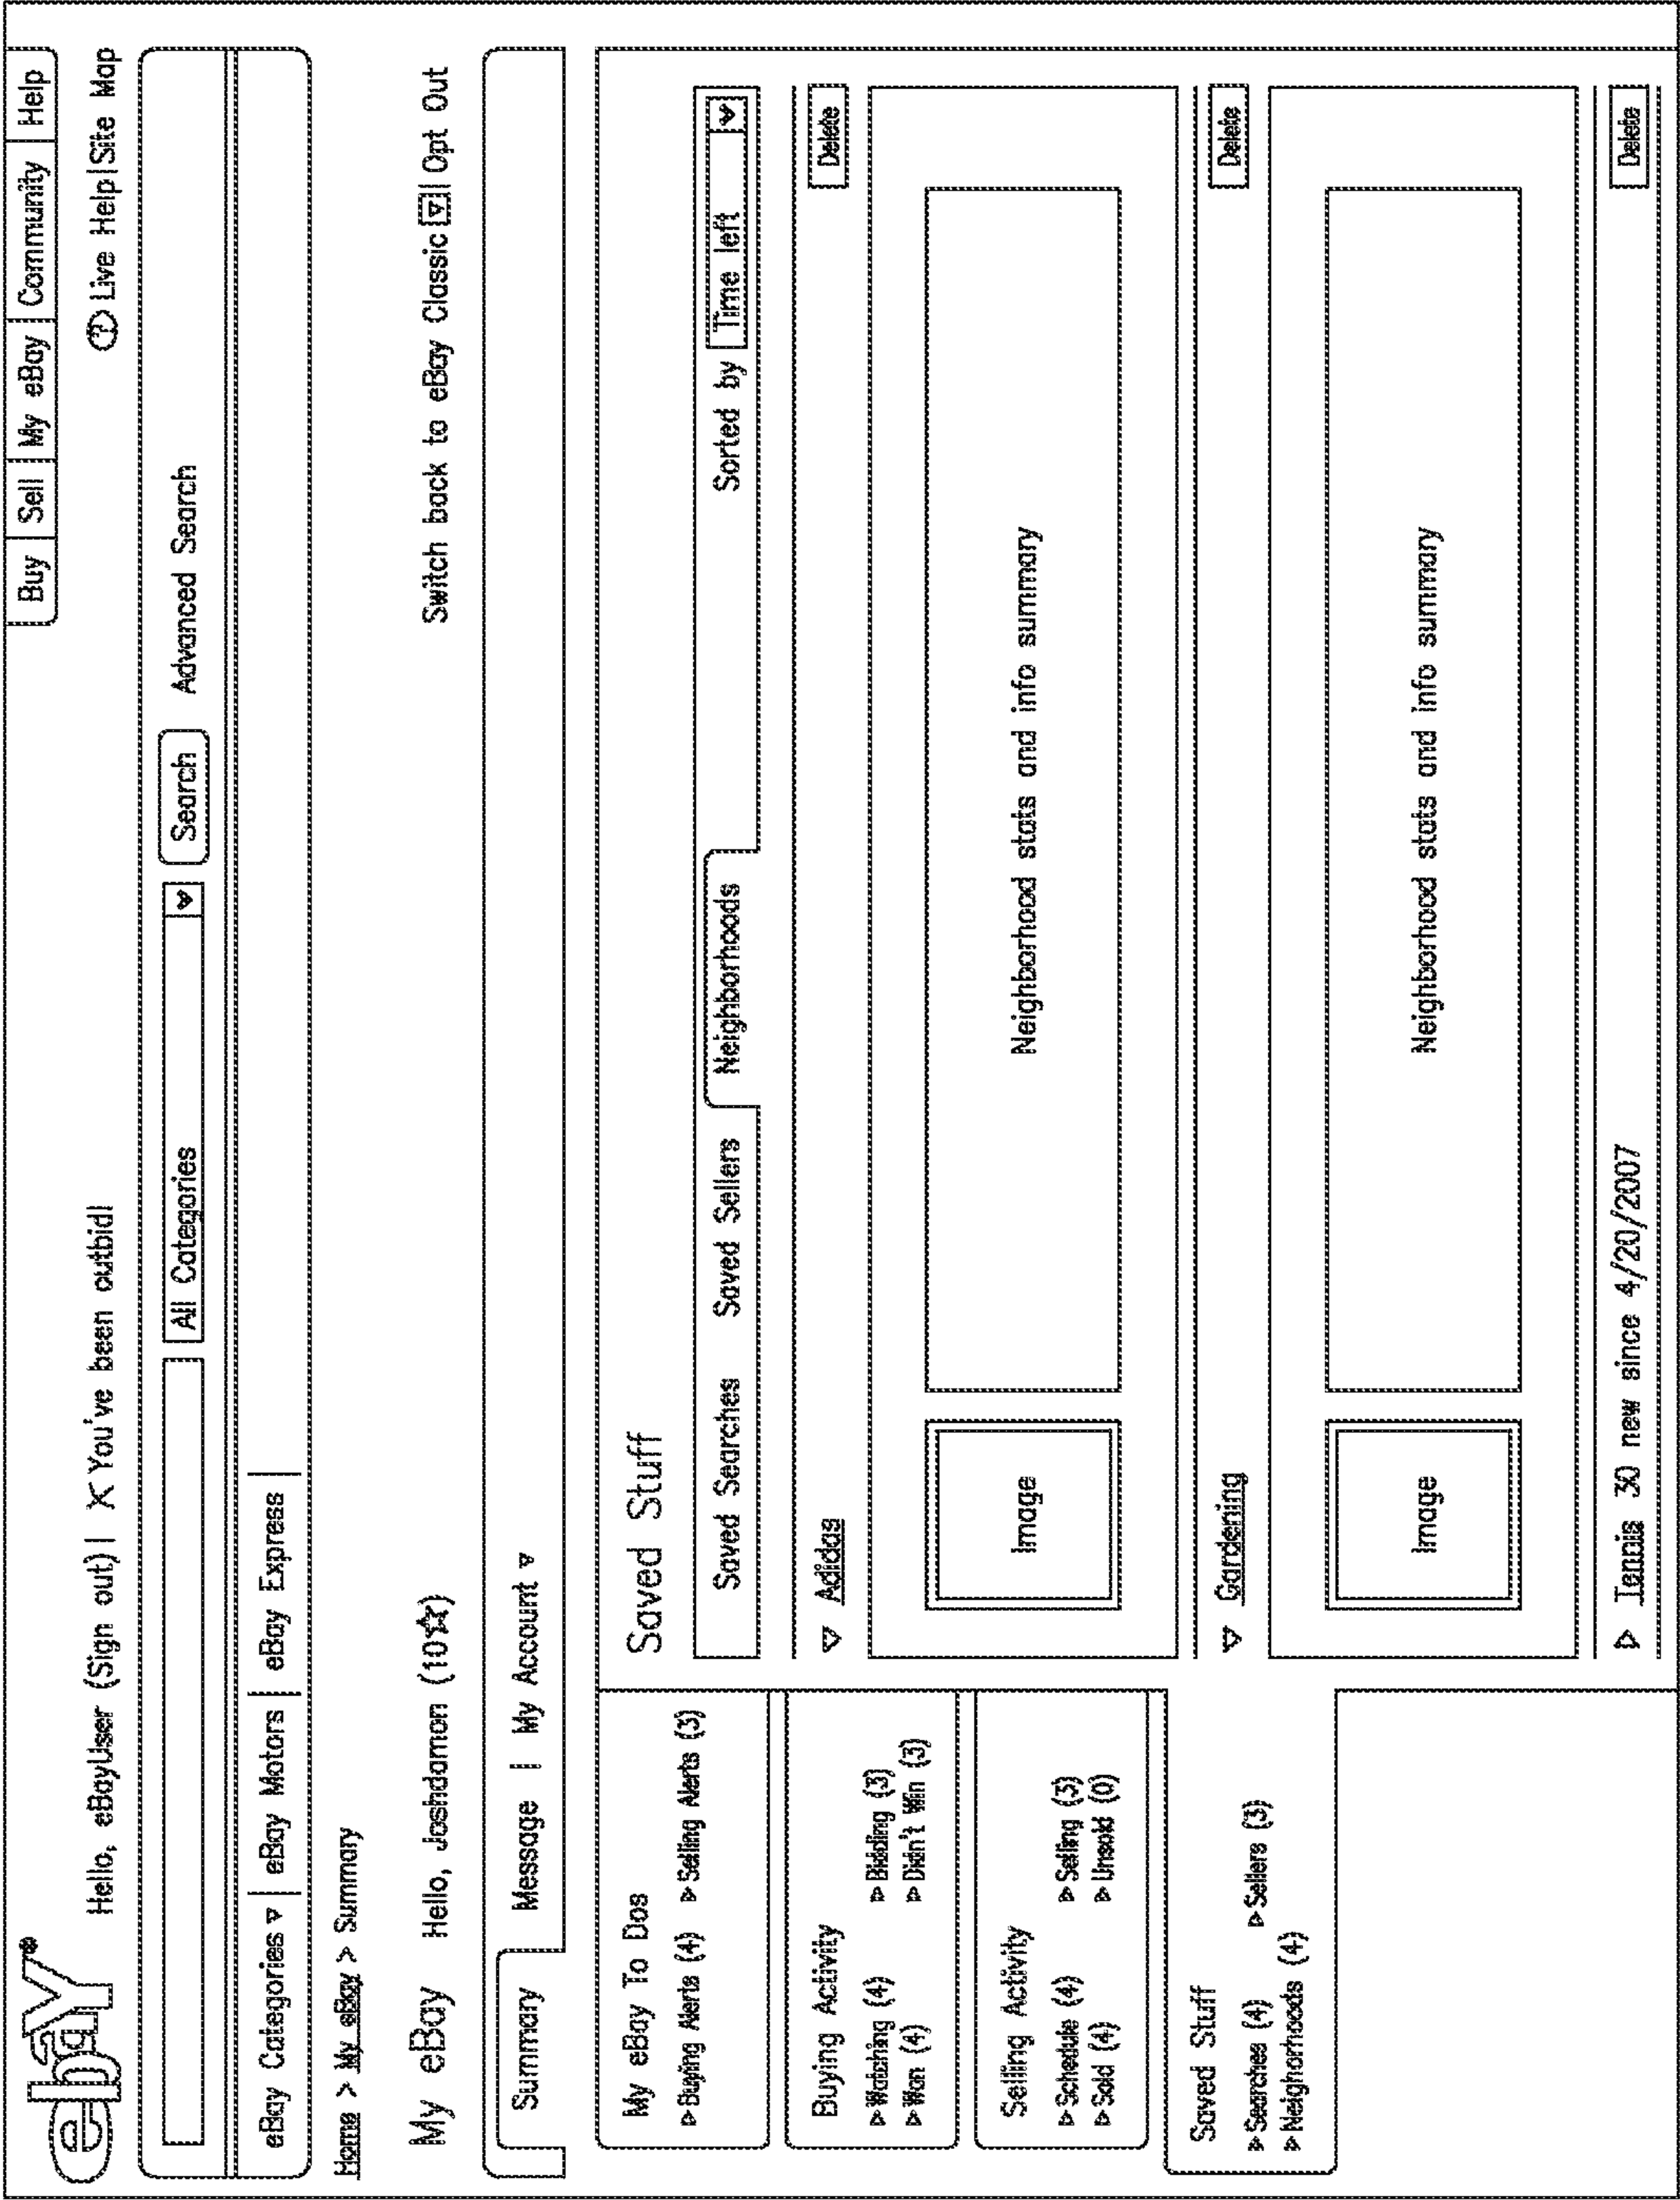 Buy | Sell | My eBay | Community | Help
ebaY®
Hello, eBayUser (Sign out) | X You've been outbid!
? Live Help|Site Map
All Categories
Search
Advanced Search
eBay Categories ▿ | eBay Motors | eBay Express |
Home > My eBay > Summary
My eBay
Hello, Joshdamon (10☆)
Switch back to eBay Classic ▿ | Opt Out
Summary
Message | My Account ▿
My eBay To Dos
▹Buying Alerts (4) ▹Selling Alerts (3)
Buying Activity
▹Watching (4) ▹Bidding (3)
▹Won (4) ▹Didn't Win (3)
Selling Activity
▹Schedule (4) ▹Selling (3)
▹Sold (4) ▹Unsold (0)
Saved Stuff
▹Searches (4) ▹Sellers (3)
▹Neighorhoods (4)
Saved Stuff
Saved Searches Saved Sellers Neighborhoods Sorted by Time left
▽ Adidas Delete
Image
Neighborhood stats and info summary
▽ Gardening Delete
Image
Neighborhood stats and info summary
▷ Tennis 30 new since 4/20/2007 Delete